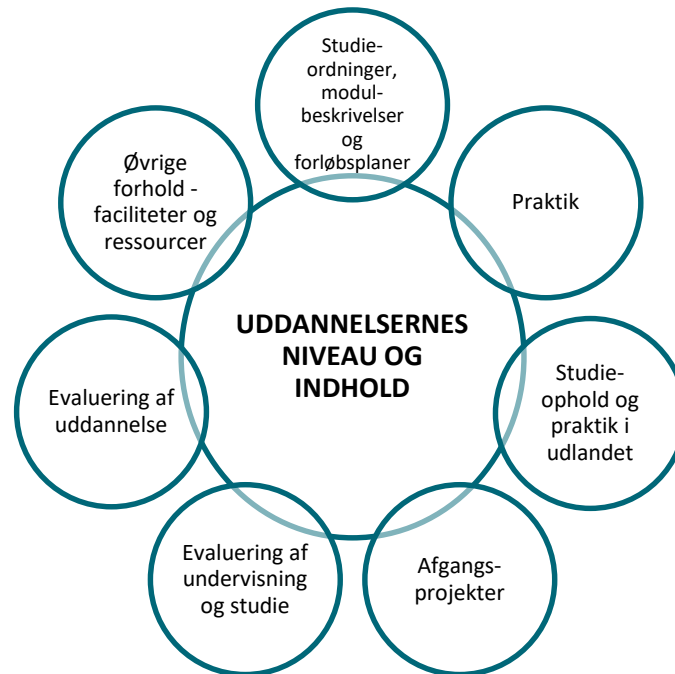 Studie-
ordninger,
modul-
beskrivelser
og
forløbsplaner
Praktik
Studie-
ophold og
praktik i
udlandet
Afgangs-
projekter
Evaluering af
undervisning
og studie
Evaluering af
uddannelse
Øvrige
forhold -
faciliteter og
ressourcer
UDDANNELSERNES
NIVEAU OG
INDHOLD